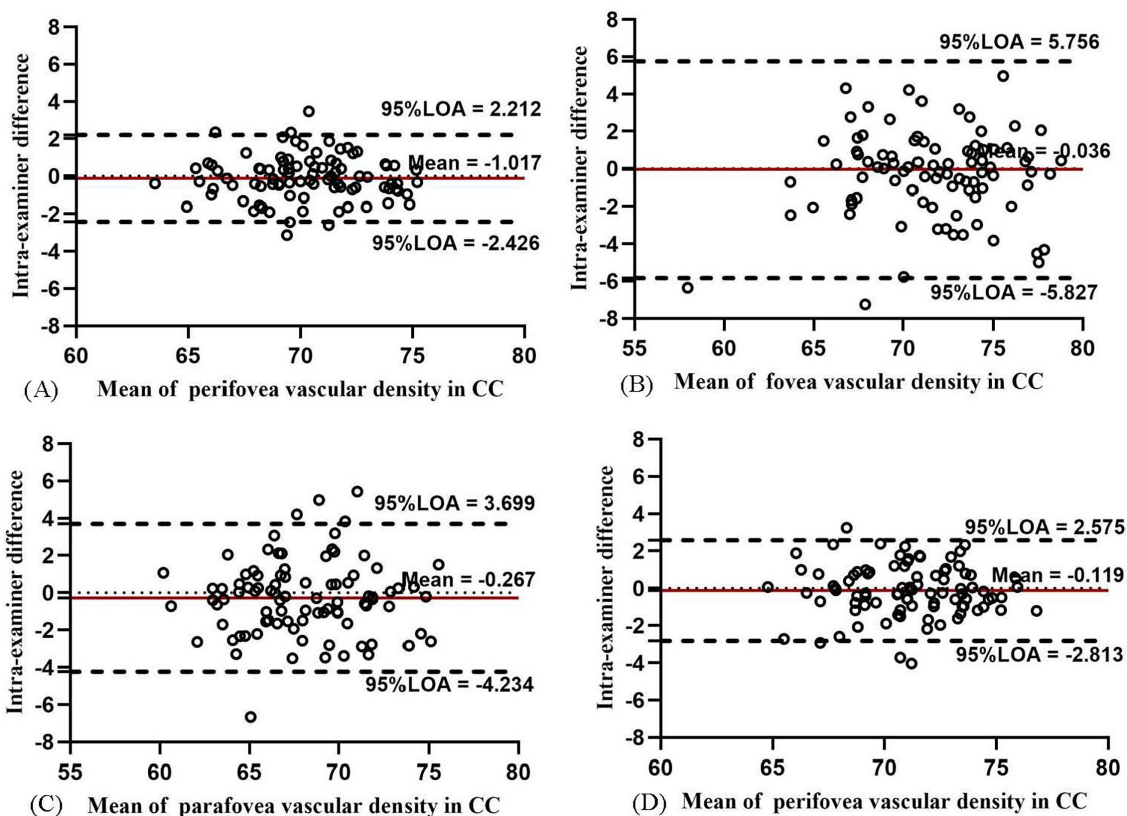 Intra-examiner difference
8
6
4
2
0
-2
-4
-6
-8
95%LOA = 2.212
Mean = -1.017
95%LOA = -2.426
60 65 70 75 80
(A) Mean of perifovea vascular density in CC
Intra-examiner difference
8
6
4
2
0
-2
-4
-6
-8
95%LOA = 5.756
Mean = -0.036
95%LOA = -5.827
55 60 65 70 75 80
(B) Mean of fovea vascular density in CC
Intra-examiner difference
8
6
4
2
0
-2
-4
-6
-8
95%LOA = 3.699
Mean = -0.267
95%LOA = -4.234
55 60 65 70 75 80
(C) Mean of parafovea vascular density in CC
Intra-examiner difference
8
6
4
2
0
-2
-4
-6
-8
95%LOA = 2.575
Mean = -0.119
95%LOA = -2.813
60 65 70 75 80
(D) Mean of perifovea vascular density in CC